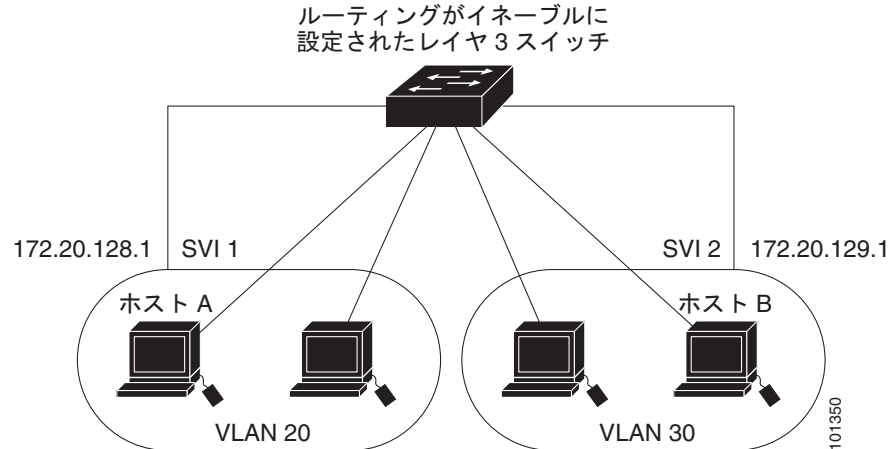 ルーティングがイネーブルに
設定されたレイヤ 3 スイッチ
172.20.128.1
SVI 1
SVI 2
172.20.129.1
ホスト A
ホスト B
VLAN 20
VLAN 30
101350